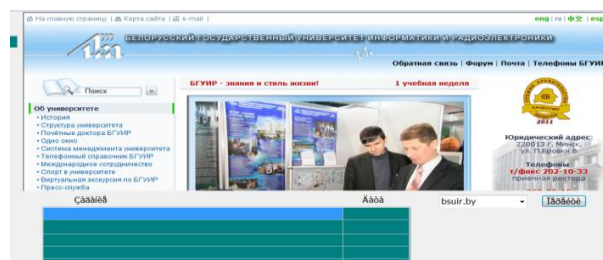 На главную страницу | Карта сайта | e-mail |
eng | ru | 中文 | esp
БЕЛОРУССКИЙ ГОСУДАРСТВЕННЫЙ УНИВЕРСИТЕТ ИНФОРМАТИКИ И РАДИОЭЛЕКТРОНИКИ
Обратная связь | Форум | Почта | Телефоны БГУИР
Поиск
БГУИР - знания и стиль жизни! 1 учебная неделя
Об университете
• История
• Структура университета
• Почётные доктора БГУИР
• Одно окно
• Система менеджмента университета
• Телефонный справочник БГУИР
• Международное сотрудничество
• Спорт в университете
• Виртуальная экскурсия по БГУИР
• Пресс-служба
2011
Юридический адрес:
220013 г. Минск,
ул. П.Бровки 6
Телефоны:
т/факс 202-10-33
приемная ректора
bsuir.by